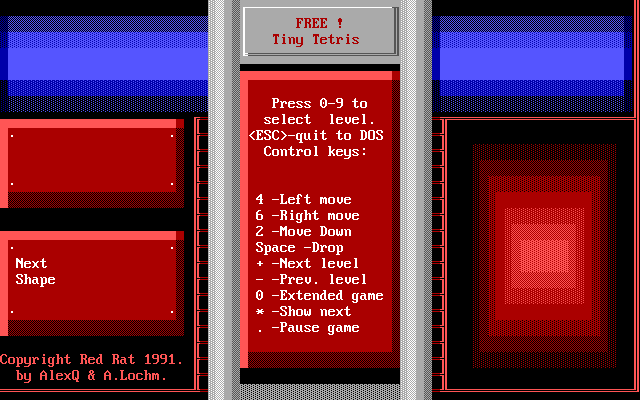 FREE !
Tiny Tetris
Press 0-9 to
select level.
<ESC>-quit to DOS
Control keys:
4 -Left move
6 -Right move
2 -Move Down
Space -Drop
+ -Next level
- -Prev. level
0 -Extended game
* -Show next
. -Pause game
Next
Shape
Copyright Red Rat 1991.
by AlexQ & A.Lochm.